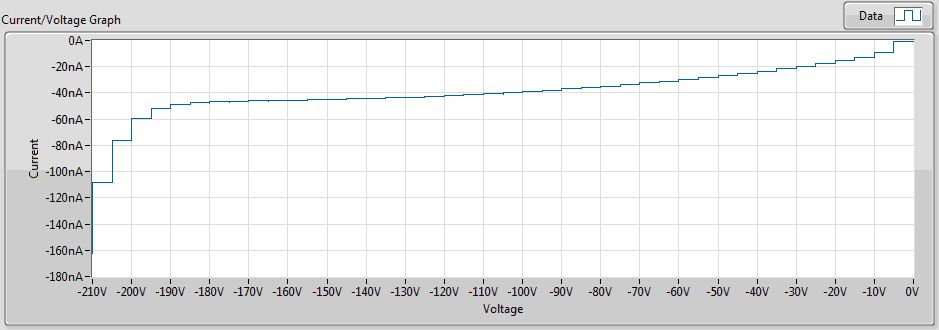 Current/Voltage Graph
Data
0A
-20nA
-40nA
-60nA
-80nA
-100nA
-120nA
-140nA
-160nA
-180nA
Current
-210V -200V -190V -180V -170V -160V -150V -140V -130V -120V -110V -100V -90V -80V -70V -60V -50V -40V -30V -20V -10V 0V
Voltage